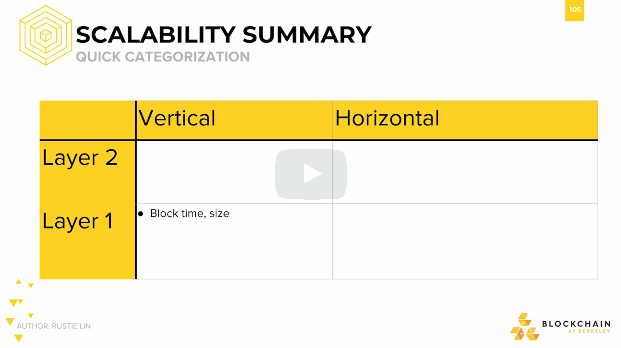 105
SCALABILITY SUMMARY
QUICK CATEGORIZATION
Vertical Horizontal
Layer 2
Layer 1
● Block time, size
AUTHOR: RUSTIE LIN
BLOCKCHAIN
AT BERKELEY